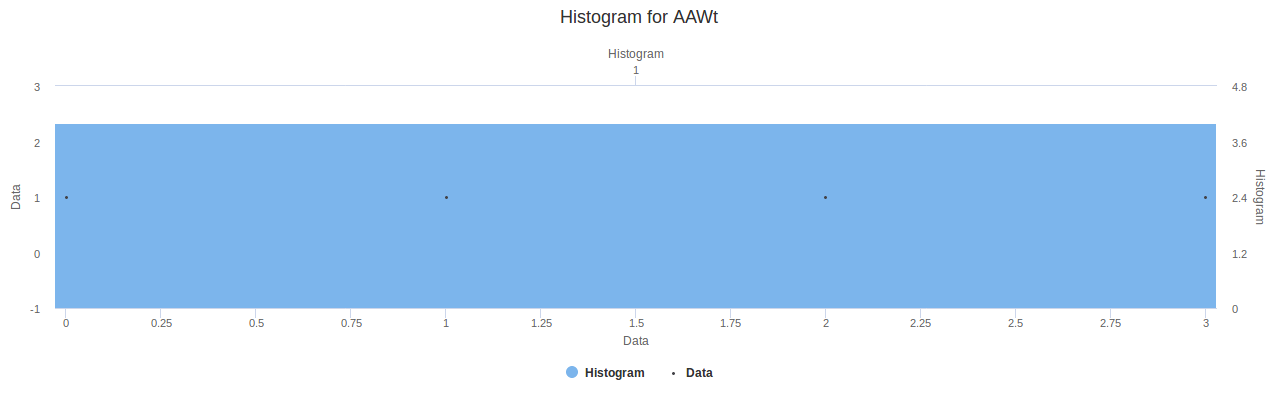 Histogram for AAWt
Histogram
1
3 4.8
2 3.6
Data 1 2.4 Histogram
0 1.2
-1 0
0 0.25 0.5 0.75 1 1.25 1.5 1.75 2 2.25 2.5 2.75 3
Data
Histogram Data